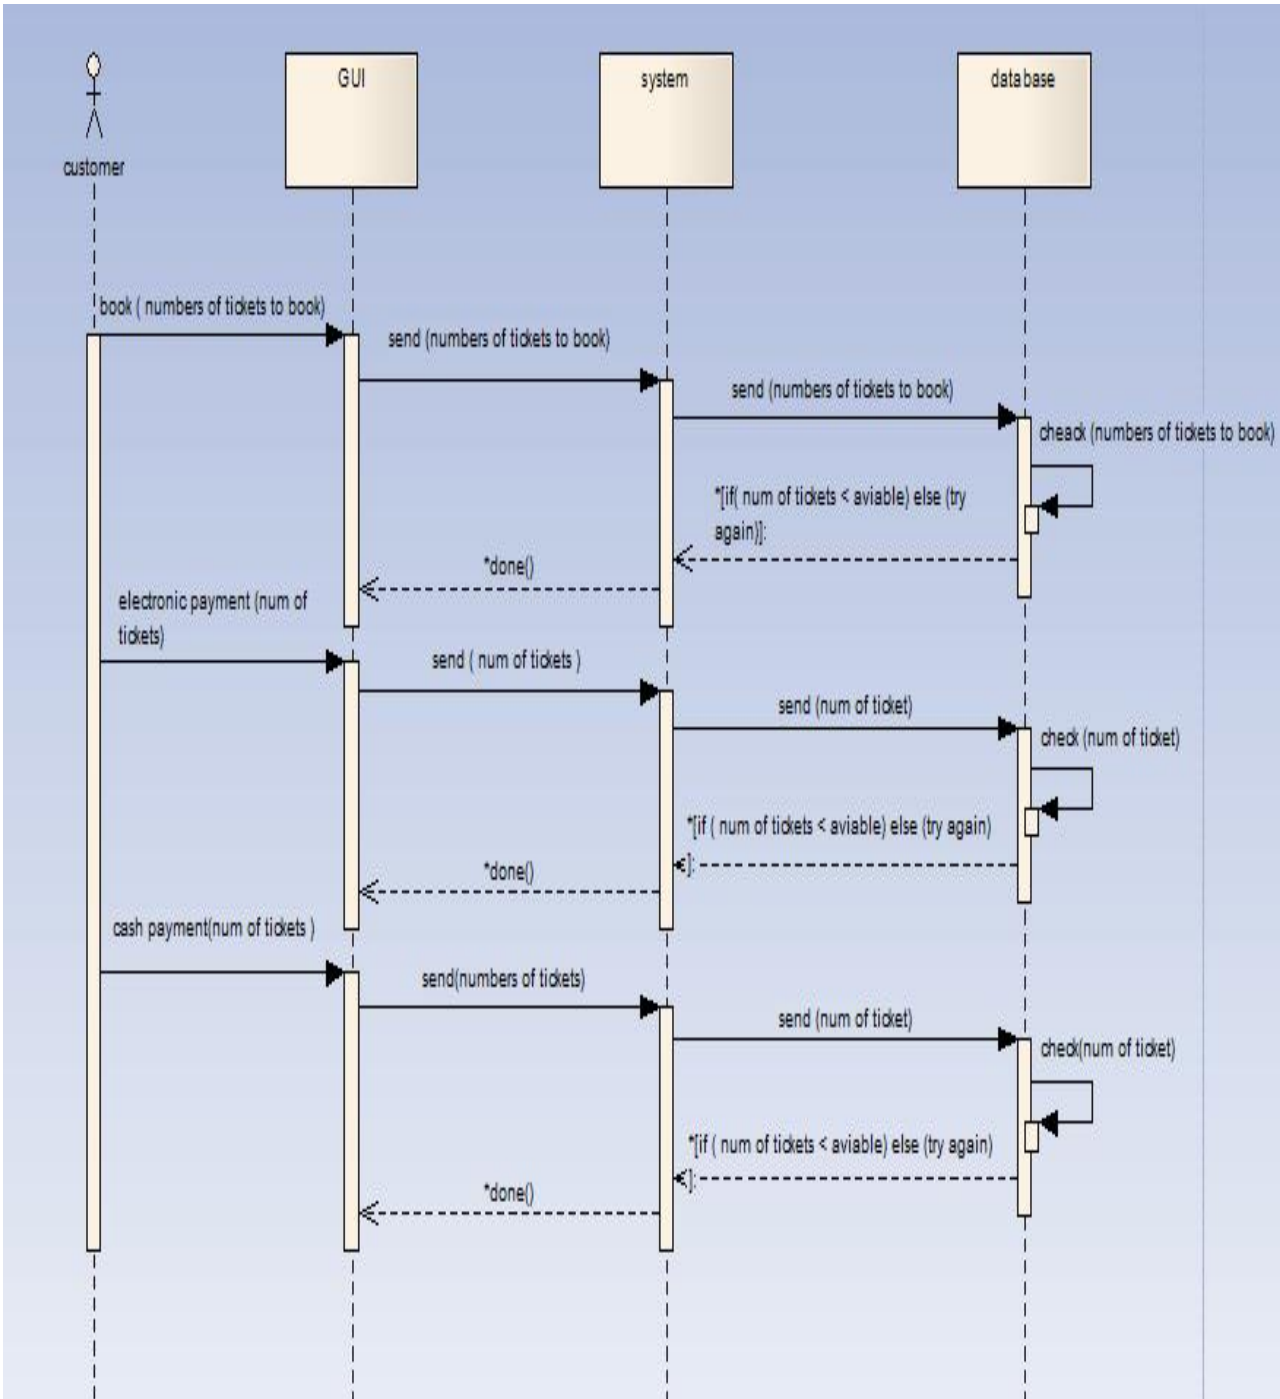 customer
GUI
system
database
book ( numbers of tickets to book)
send (numbers of tickets to book)
send (numbers of tickets to book)
cheack (numbers of tickets to book)
*[if( num of tickets < aviable) else (try
again)]:
*done()
electronic payment (num of
tickets)
send ( num of tickets )
send (num of ticket)
check (num of ticket)
*[if ( num of tickets < aviable) else (try again)
]:
*done()
cash payment(num of tickets )
send(numbers of tickets)
send (num of ticket)
check(num of ticket)
*[if ( num of tickets < aviable) else (try again)
]:
*done()